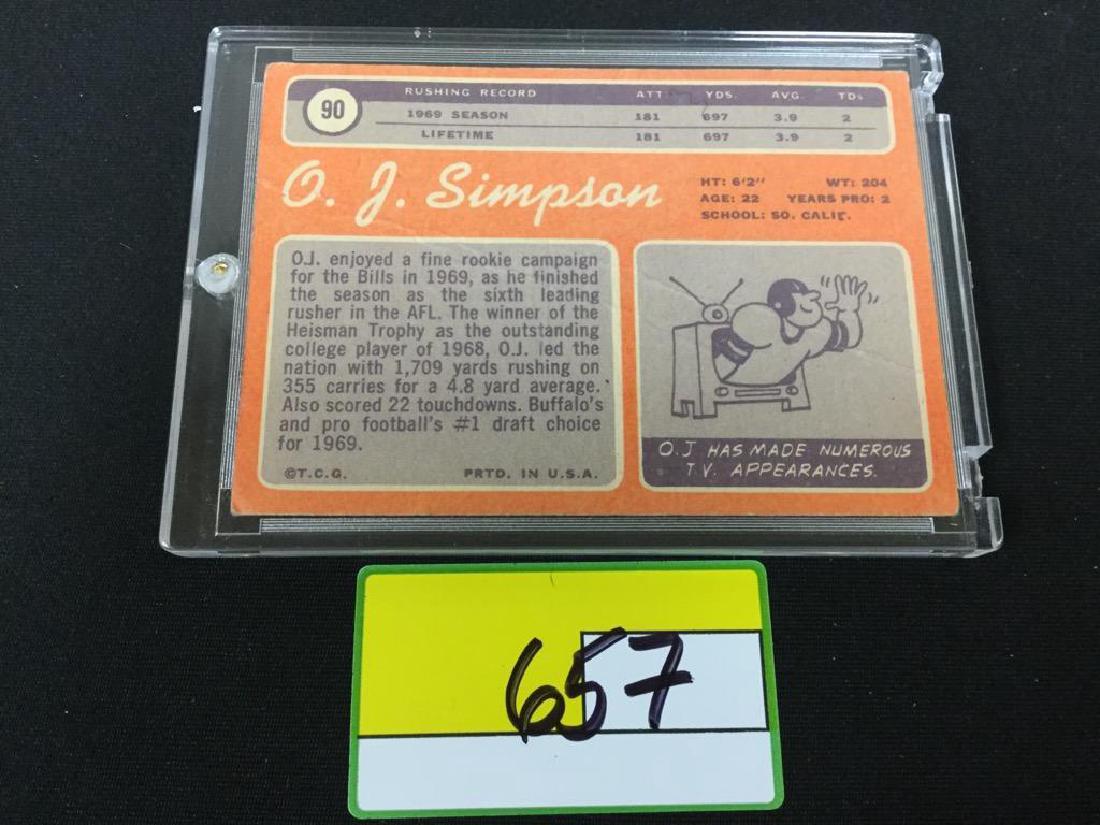 90
RUSHING RECORD ATT. YDS. AVG. TDs
1969 SEASON 181 697 3.9 2
LIFETIME 181 697 3.9 2
O. J. Simpson
HT: 6'2" WT: 204
AGE: 22 YEARS PRO: 2
SCHOOL: SO. CALIF.
O.J. enjoyed a fine rookie campaign
for the Bills in 1969, as he finished
the season as the sixth leading
rusher in the AFL. The winner of the
Heisman Trophy as the outstanding
college player of 1968, O.J. led the
nation with 1,709 yards rushing on
355 carries for a 4.8 yard average.
Also scored 22 touchdowns. Buffalo's
and pro football's #1 draft choice
for 1969.
©T.C.G. PRTD. IN U.S.A.
O.J HAS MADE NUMEROUS
T.V. APPEARANCES.
657